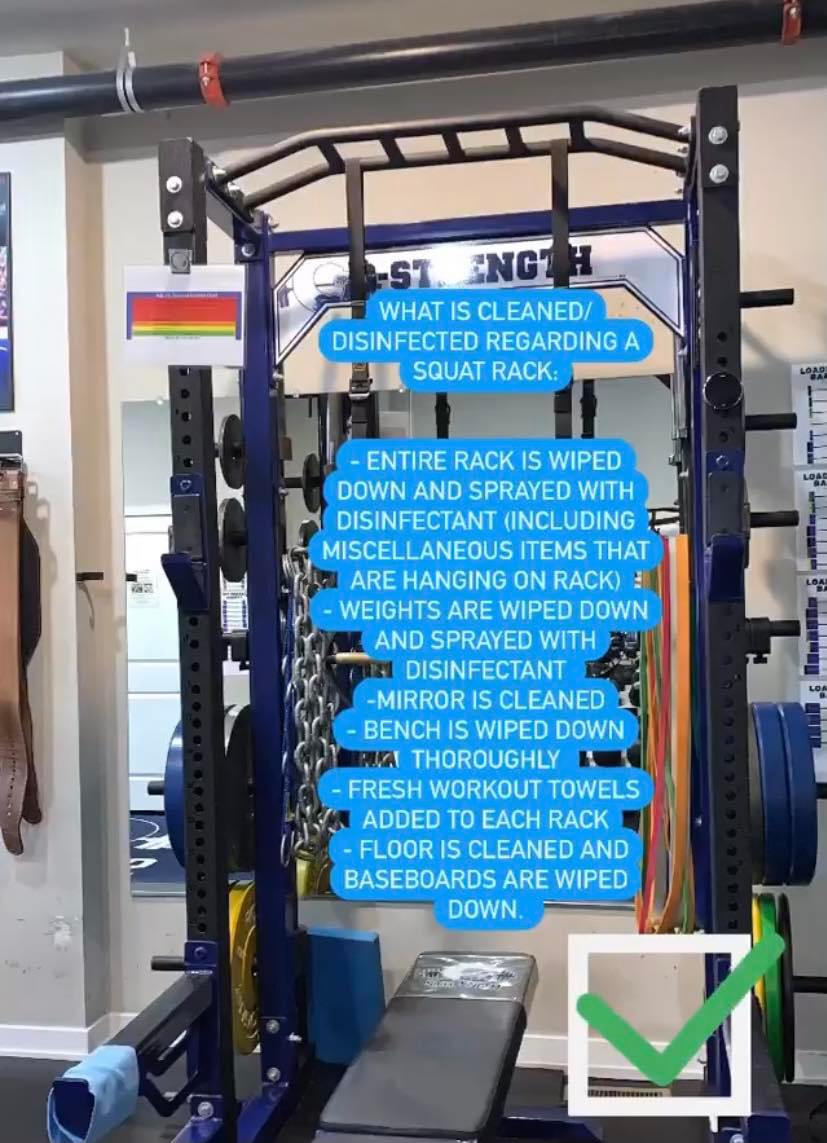 -STRENGTH
WHAT IS CLEANED/
DISINFECTED REGARDING A
SQUAT RACK:
- ENTIRE RACK IS WIPED
DOWN AND SPRAYED WITH
DISINFECTANT (INCLUDING
MISCELLANEOUS ITEMS THAT
ARE HANGING ON RACK)
- WEIGHTS ARE WIPED DOWN
AND SPRAYED WITH
DISINFECTANT
-MIRROR IS CLEANED
- BENCH IS WIPED DOWN
THOROUGHLY
- FRESH WORKOUT TOWELS
ADDED TO EACH RACK
- FLOOR IS CLEANED AND
BASEBOARDS ARE WIPED
DOWN.